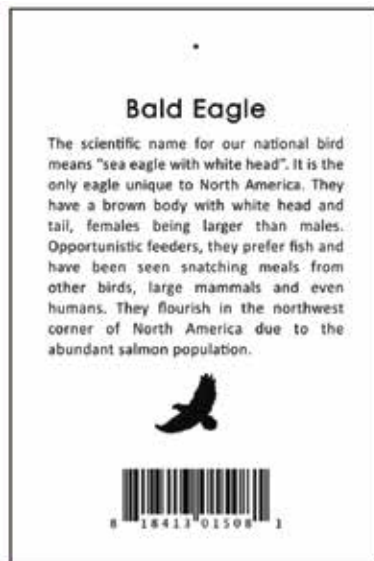 Bald Eagle
The scientific name for our national bird
means "sea eagle with white head". It is the
only eagle unique to North America. They
have a brown body with white head and
tail, females being larger than males.
Opportunistic feeders, they prefer fish and
have been seen snatching meals from
other birds, large mammals and even
humans. They flourish in the northwest
corner of North America due to the
abundant salmon population.
8 18413 01508 1